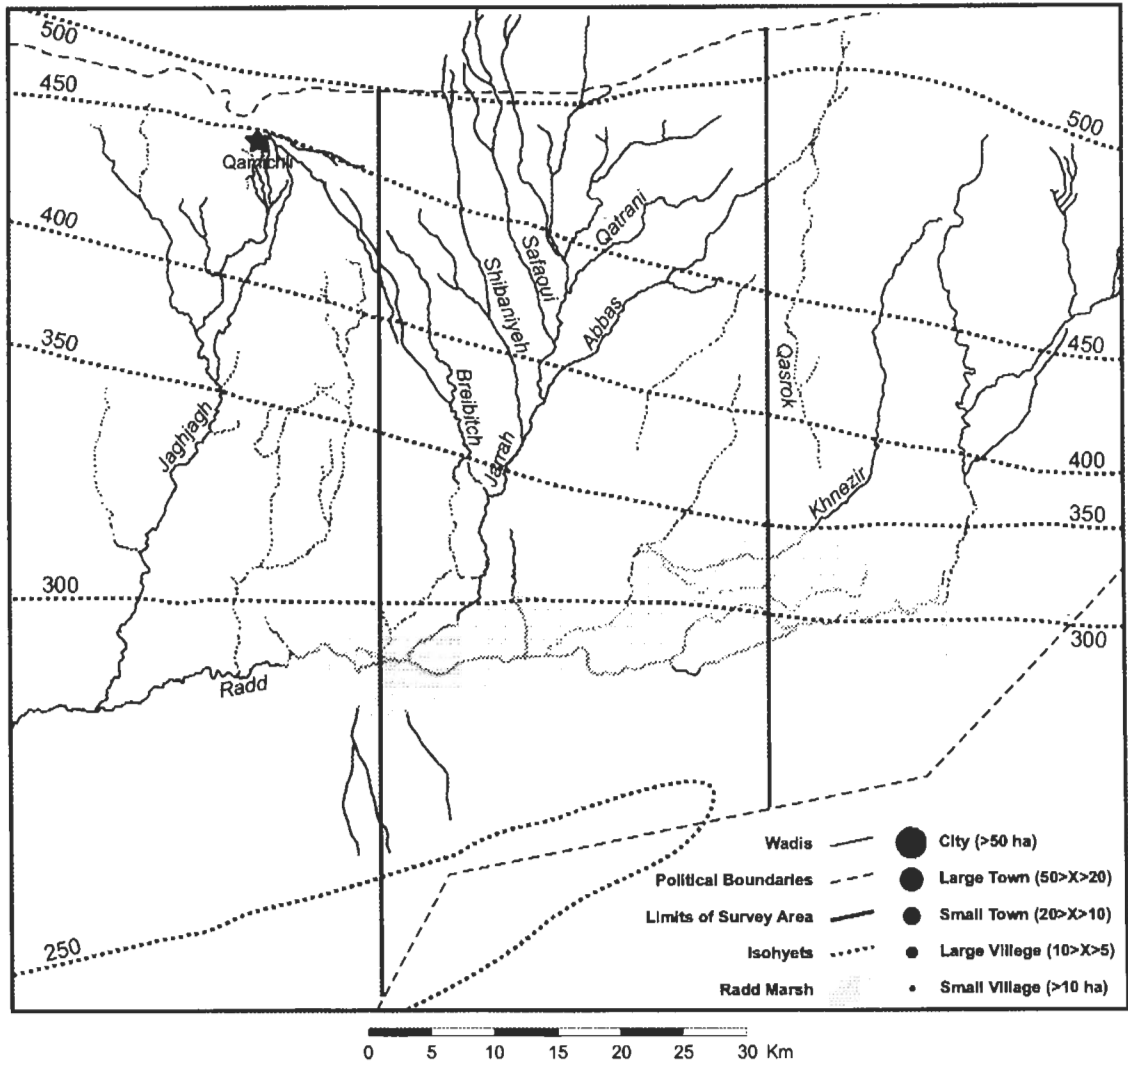 500
450
Qamichli
500
400
Qatrani
Safaqui
Shibaniyeh
Abbas
350
450
Qasrok
Breibitch
Jaghjagh
Jarrah
400
Khnezir
350
300
300
Radd
250
Wadis
City (>50 ha)
Political Boundaries
Large Town (50>X>20)
Limits of Survey Area
Small Town (20>X>10)
Isohyets
Large Villege (10>X>5)
Radd Marsh
Small Village (>10 ha)
0 5 10 15 20 25 30 Km